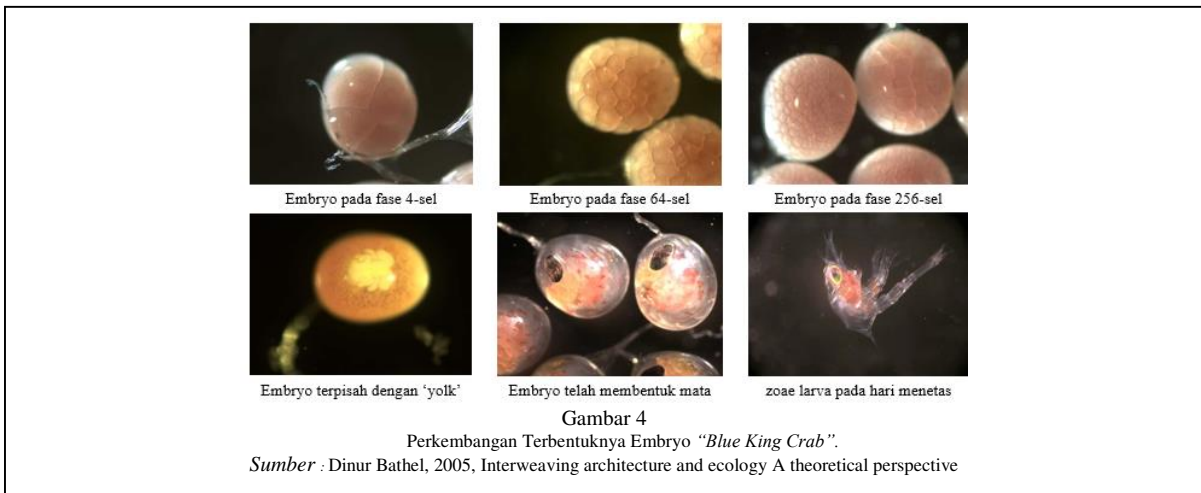 Embryo pada fase 4-sel
Embryo pada fase 64-sel
Embryo pada fase 256-sel
Embryo terpisah dengan ‘yolk’
Embryo telah membentuk mata
zoae larva pada hari menetas
Gambar 4
Perkembangan Terbentuknya Embryo “Blue King Crab”.
Sumber : Dinur Bathel, 2005, Interweaving architecture and ecology A theoretical perspective